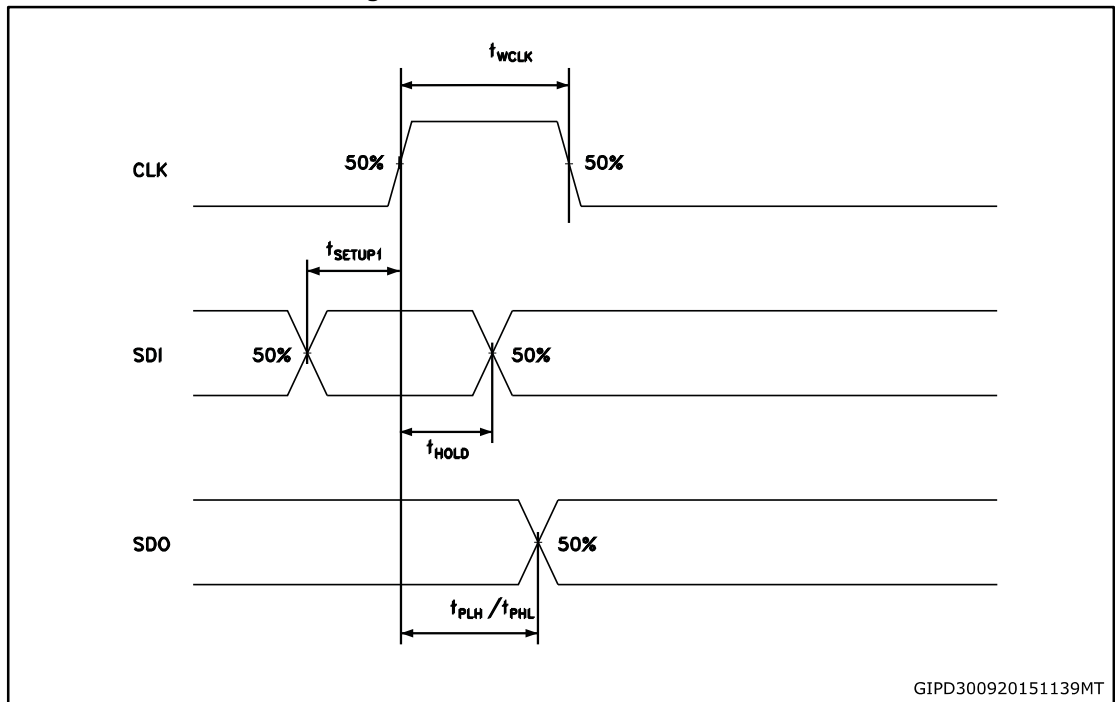 tWCLK
CLK
50%
50%
tSETUP1
SDI
50%
50%
tHOLD
SDO
50%
tPLH /tPHL
GIPD300920151139MT